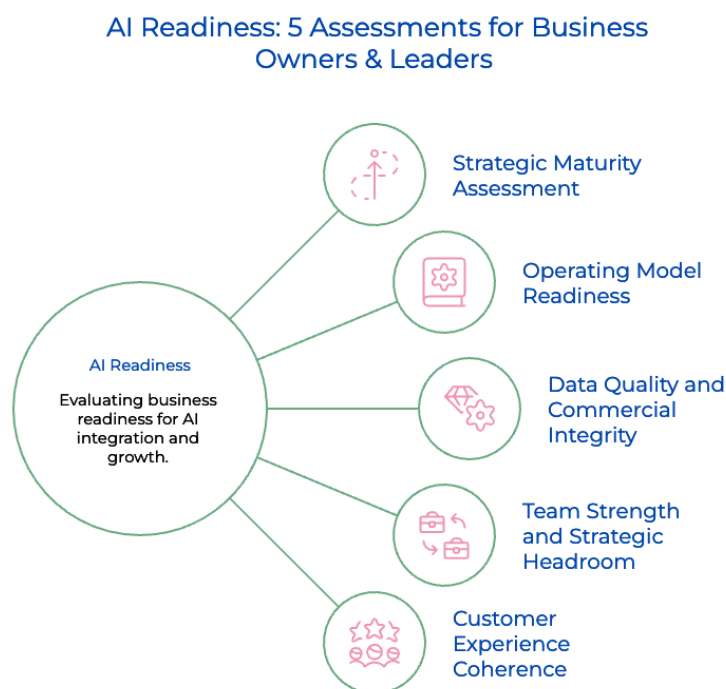 AI Readiness: 5 Assessments for Business
Owners & Leaders
Strategic Maturity
Assessment
Operating Model
Readiness
AI Readiness
Evaluating business
readiness for AI
integration and
growth.
Data Quality and
Commercial
Integrity
Team Strength
and Strategic
Headroom
Customer
Experience
Coherence